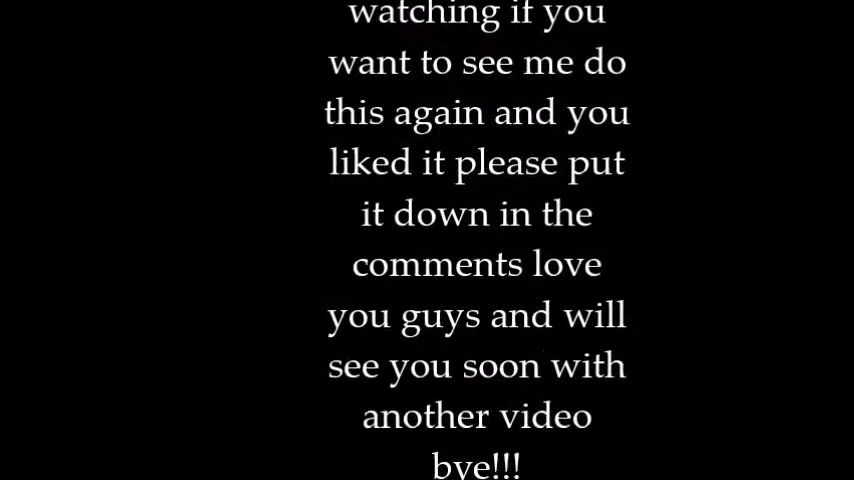 watching if you
want to see me do
this again and you
liked it please put
it down in the
comments love
you guys and will
see you soon with
another video
bye!!!